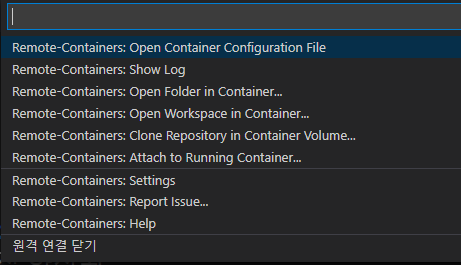 Remote-Containers: Open Container Configuration File
Remote-Containers: Show Log
Remote-Containers: Open Folder in Container...
Remote-Containers: Open Workspace in Container...
Remote-Containers: Clone Repository in Container Volume...
Remote-Containers: Attach to Running Container...
Remote-Containers: Settings
Remote-Containers: Report Issue...
Remote-Containers: Help
원격 연결 닫기